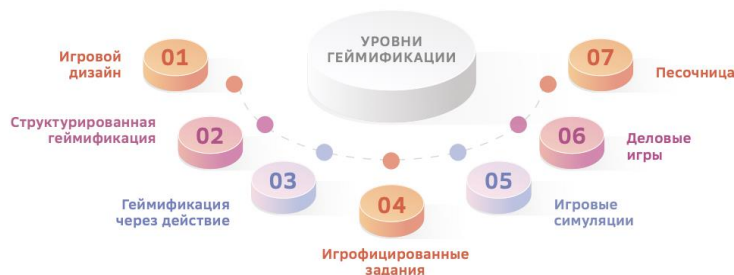 УРОВНИ
ГЕЙМИФИКАЦИИ
01
Игровой
дизайн
02
Структурированная
геймификация
03
Геймификация
через действие
04
Игрофицированные
задания
05
Игровые
симуляции
06
Деловые
игры
07
Песочница